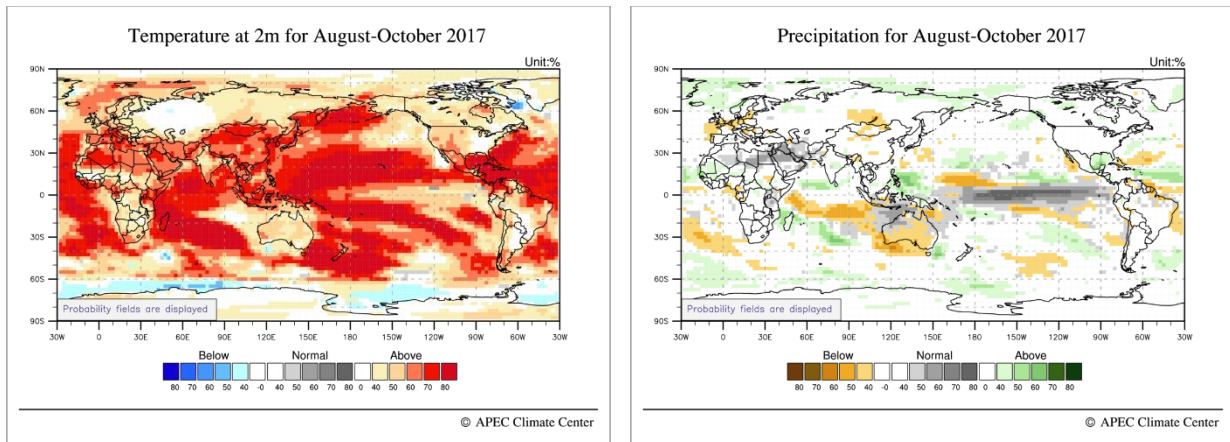 Temperature at 2m for August-October 2017
Unit:%
90N
60N
30N
0
30S
60S
90S
Probability fields are displayed
30W 0 30E 60E 90E 120E 150E 180 150W 120W 90W 60W 30W
Below Normal Above
80 70 60 50 40 -0 40 50 60 70 80 0 40 50 60 70 80
© APEC Climate Center
Precipitation for August-October 2017
Unit:%
90N
60N
30N
0
30S
60S
90S
Probability fields are displayed
30W 0 30E 60E 90E 120E 150E 180 150W 120W 90W 60W 30W
Below Normal Above
80 70 60 50 40 -0 40 50 60 70 80 0 40 50 60 70 80
© APEC Climate Center